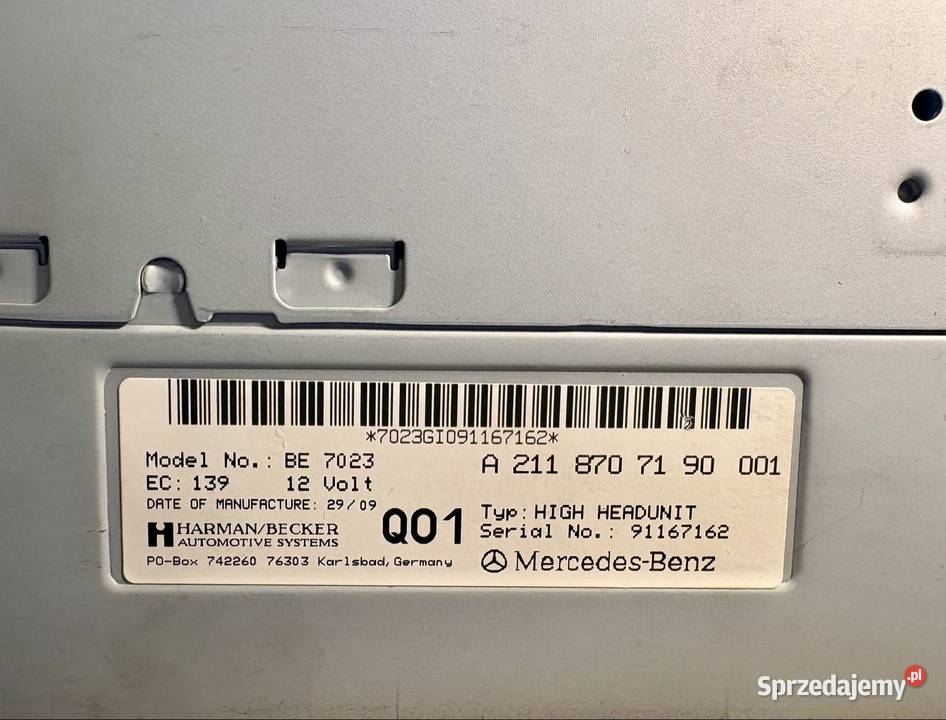 *7023GI091167162*
Model No.: BE 7023
A 211 870 71 90 001
EC: 139 12 Volt
DATE OF MANUFACTURE: 29/09
Q01
Typ: HIGH HEADUNIT
HARMAN/BECKER
AUTOMOTIVE SYSTEMS
Serial No.: 91167162
PO-Box 742260 76303 Karlsbad, Germany
Mercedes-Benz
Sprzedajemy.pl